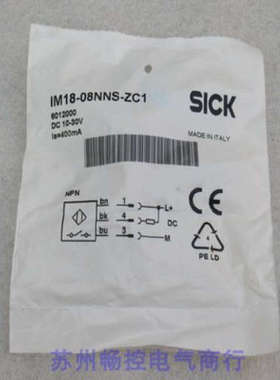 IM18-08NNS-ZC1
SICK
6012000
DC 10-30V
Ia=400mA
MADE IN ITALY
NPN
bn 1 L+
bk 4 DC
bu 3 M
CE
PE LD
苏州畅控电气商行